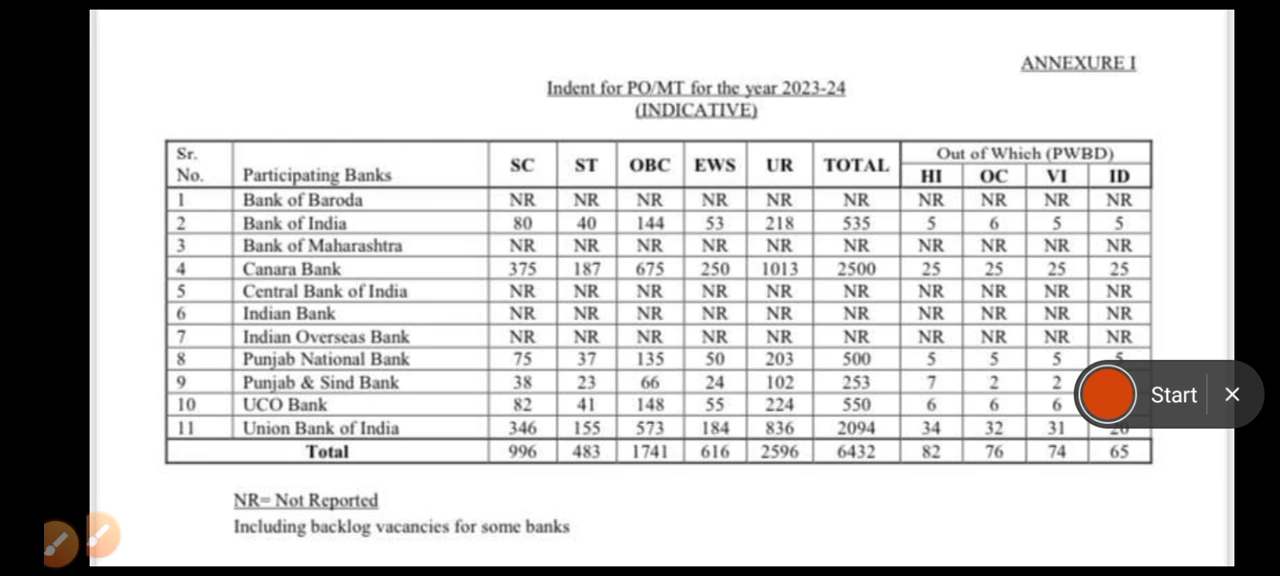 ANNEXURE I
Indent for PO/MT for the year 2023-24
(INDICATIVE)
Sr. No. Participating Banks SC ST OBC EWS UR TOTAL Out of Which (PWBD)
HI OC VI ID
1 Bank of Baroda NR NR NR NR NR NR NR NR NR NR
2 Bank of India 80 40 144 53 218 535 5 6 5 5
3 Bank of Maharashtra NR NR NR NR NR NR NR NR NR NR
4 Canara Bank 375 187 675 250 1013 2500 25 25 25 25
5 Central Bank of India NR NR NR NR NR NR NR NR NR NR
6 Indian Bank NR NR NR NR NR NR NR NR NR NR
7 Indian Overseas Bank NR NR NR NR NR NR NR NR NR NR
8 Punjab National Bank 75 37 135 50 203 500 5 5 5
9 Punjab & Sind Bank 38 23 66 24 102 253 7 2 2
Start ×
10 UCO Bank 82 41 148 55 224 550 6 6 6
11 Union Bank of India 346 155 573 184 836 2094 34 32 31
Total 996 483 1741 616 2596 6432 82 76 74 65
NR= Not Reported
Including backlog vacancies for some banks